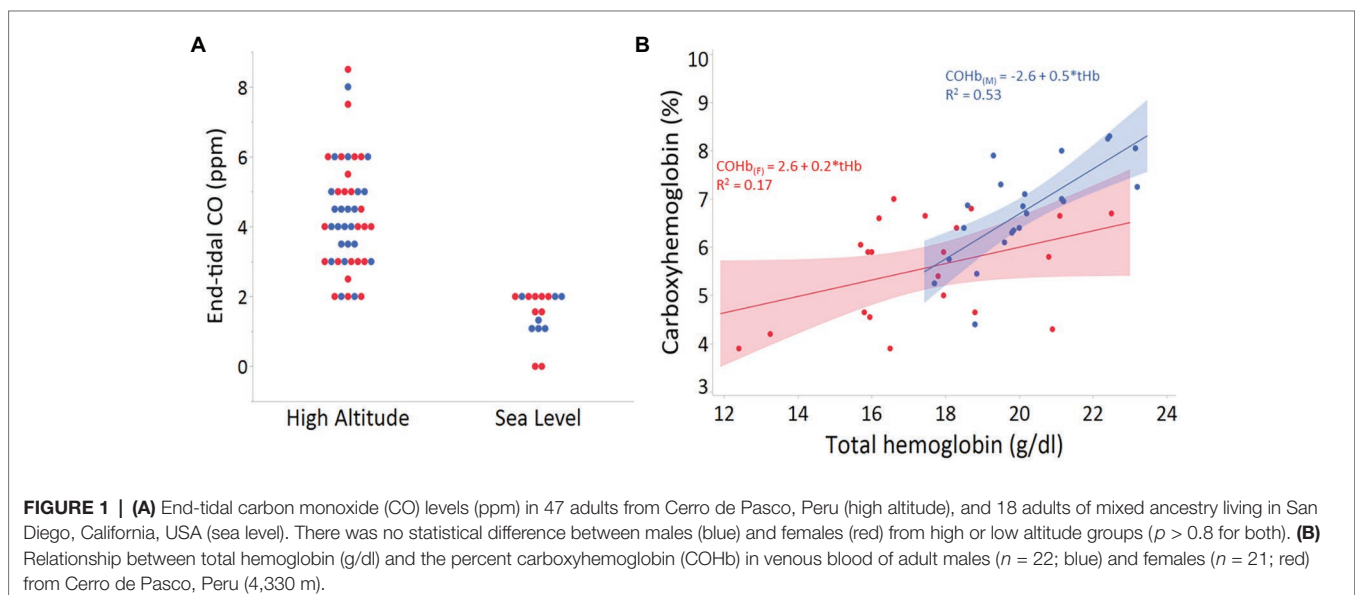 A
End-tidal CO (ppm)
8
6
4
2
0
High Altitude
Sea Level
B
Carboxyhemoglobin (%)
10
9
8
7
6
5
4
3
COHb(M) = -2.6 + 0.5*tHb
R² = 0.53
COHb(F) = 2.6 + 0.2*tHb
R² = 0.17
12
14
16
18
20
22
24
Total hemoglobin (g/dl)
FIGURE 1 | (A) End-tidal carbon monoxide (CO) levels (ppm) in 47 adults from Cerro de Pasco, Peru (high altitude), and 18 adults of mixed ancestry living in San
Diego, California, USA (sea level). There was no statistical difference between males (blue) and females (red) from high or low altitude groups (p > 0.8 for both). (B)
Relationship between total hemoglobin (g/dl) and the percent carboxyhemoglobin (COHb) in venous blood of adult males (n = 22; blue) and females (n = 21; red)
from Cerro de Pasco, Peru (4,330 m).